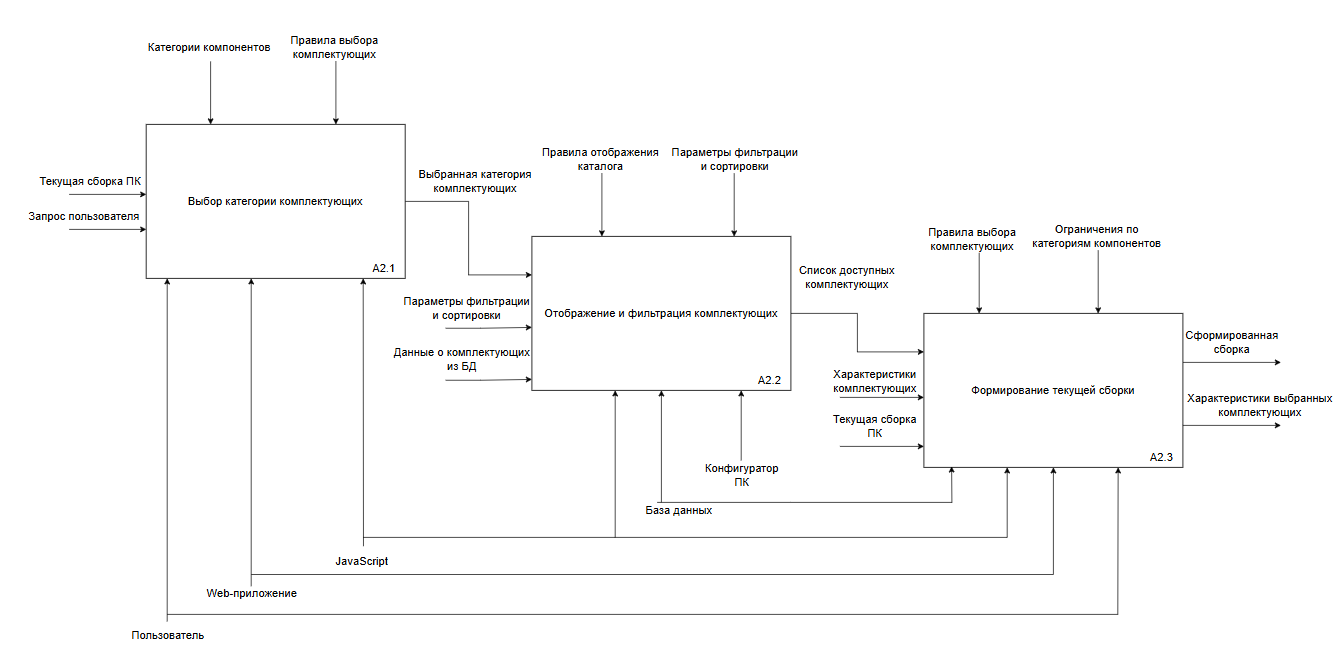 Категории компонентов
Правила выбора
комплектующих
Текущая сборка ПК
Запрос пользователя
Выбор категории комплектующих
A2.1
Выбранная категория
комплектующих
Правила отображения
каталога
Параметры фильтрации
и сортировки
Параметры фильтрации
и сортировки
Данные о комплектующих
из БД
Отображение и фильтрация комплектующих
A2.2
Список доступных
комплектующих
Правила выбора
комплектующих
Ограничения по
категориям компонентов
Характеристики
комплектующих
Текущая сборка
ПК
Формирование текущей сборки
A2.3
Сформированная
сборка
Характеристики выбранных
комплектующих
Конфигуратор
ПК
База данных
JavaScript
Web-приложение
Пользователь